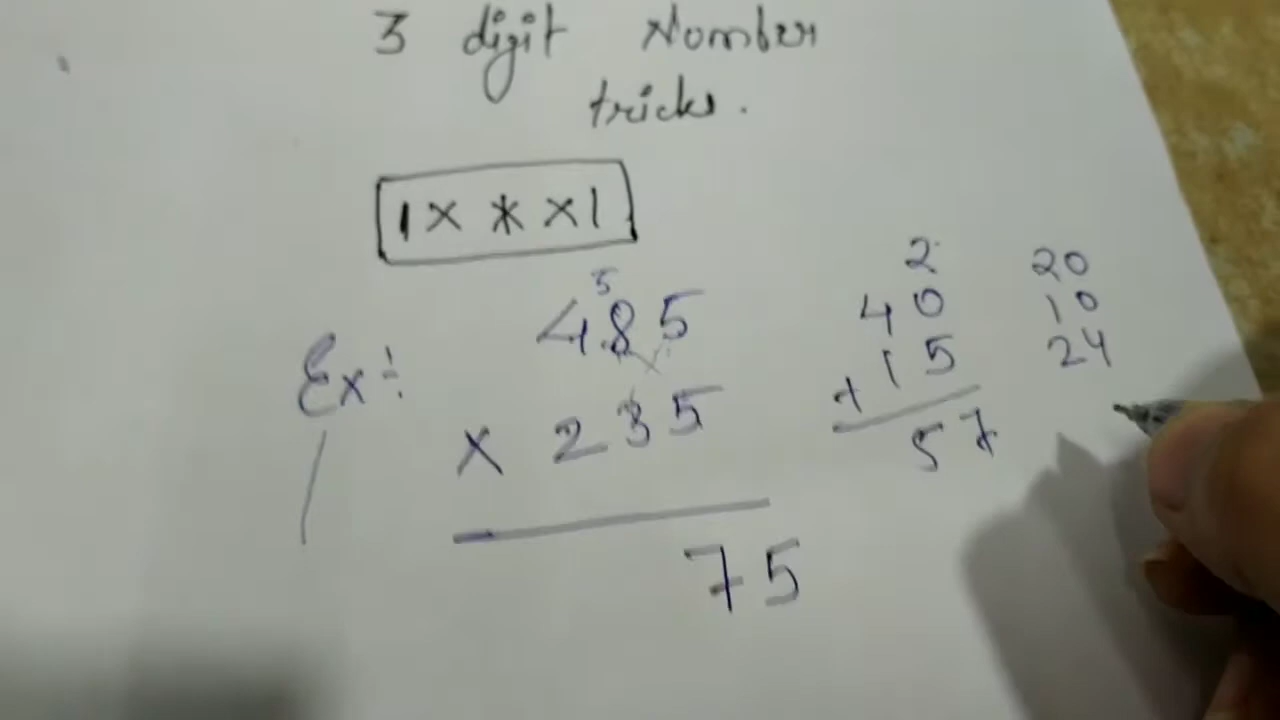 3 digit Number
tricks.
1 X * X 1
5
485
Ex:
X 235
75
2
40
+ 15
57
20
10
24